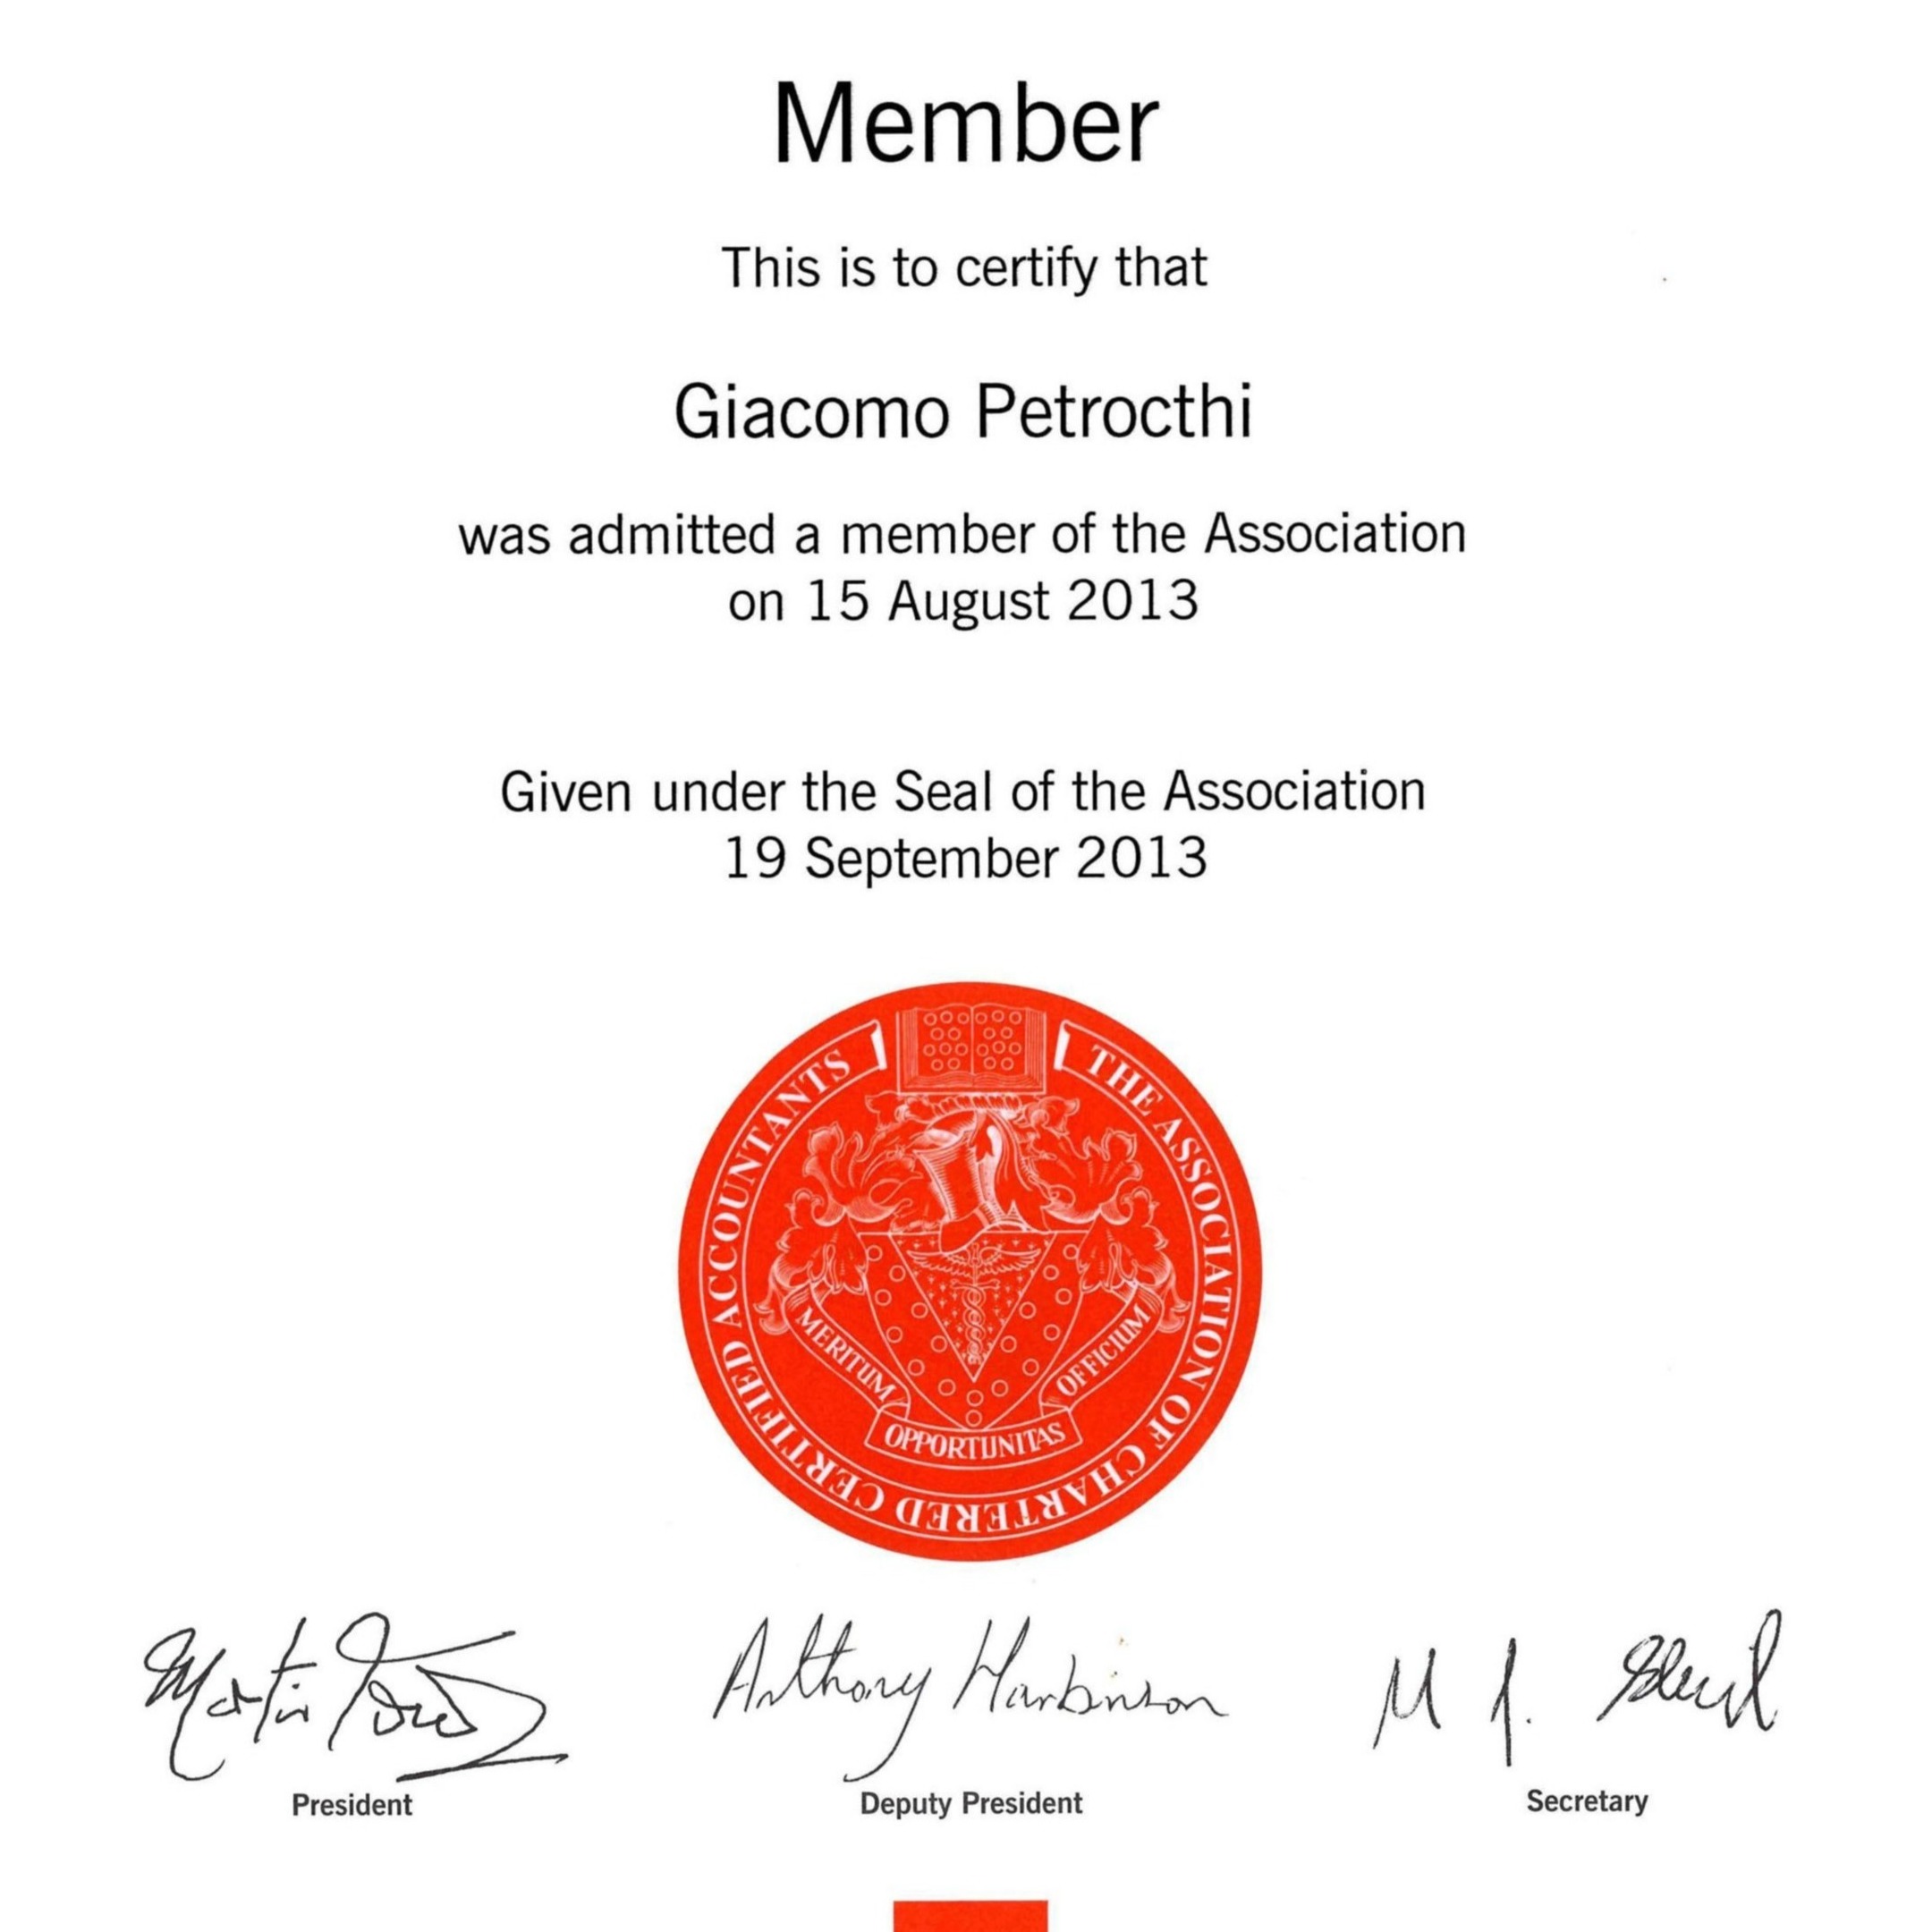 Member
This is to certify that
Giacomo Petrocthi
was admitted a member of the Association
on 15 August 2013
Given under the Seal of the Association
19 September 2013
THE ASSOCIATION OF CHARTERED CERTIFIED ACCOUNTANTS
MERITUM
OPPORTUNITAS
OFFICIUM
Martin
Anthony Harbinson
President
Deputy President
Secretary